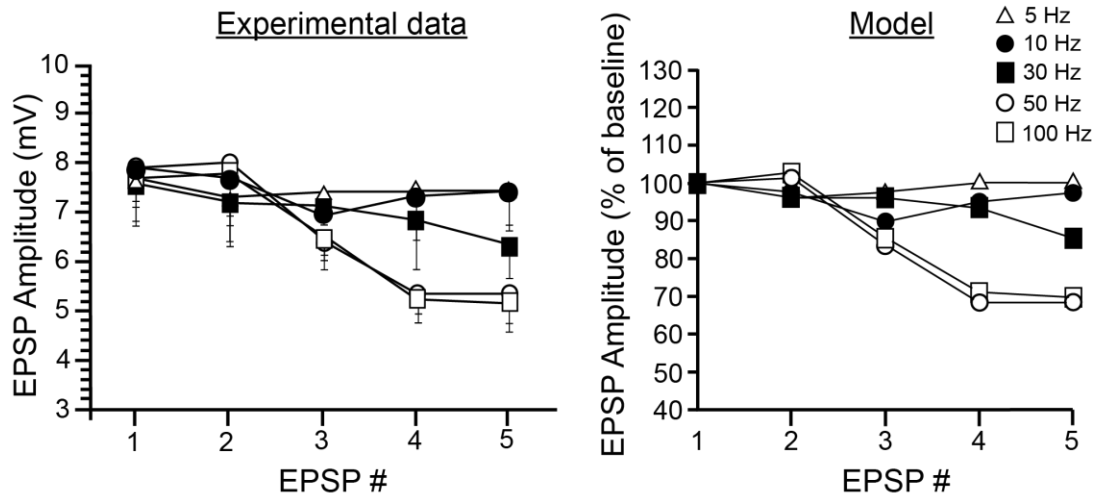 Experimental data
EPSP Amplitude (mV)
10
9
8
7
6
5
4
3
1 2 3 4 5
EPSP #
Model
EPSP Amplitude (% of baseline)
130
120
110
100
90
80
70
60
50
40
1 2 3 4 5
EPSP #
5 Hz
10 Hz
30 Hz
50 Hz
100 Hz